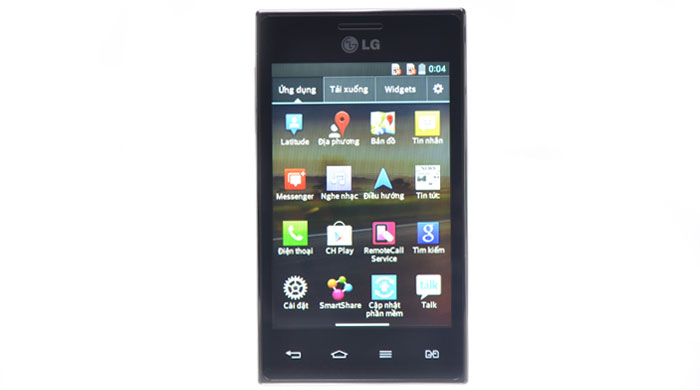 LG
0:04
Ứng dụng Tải xuống Widgets
Latitude Địa phương Bản đồ Tin nhắn
NEWS
Messenger Nghe nhạc Điều hướng Tin tức
g
Điện thoại CH Play RemoteCall Service Tìm kiếm
talk
Cài đặt SmartShare Cập nhật phần mềm Talk